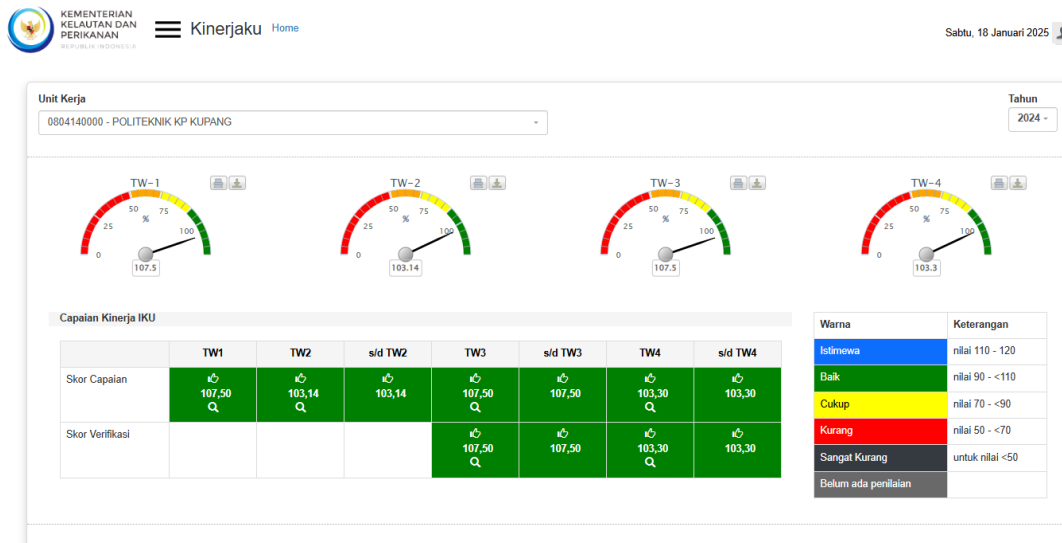 KEMENTERIAN
KELAUTAN DAN
PERIKANAN
REPUBLIK INDONESIA
Kinerjaku Home
Sabtu, 18 Januari 2025
Unit Kerja
Tahun
0804140000 - POLITEKNIK KP KUPANG
2024
TW-1
0 25 50 75 100
%
107.5
TW-2
0 25 50 75 100
%
103.14
TW-3
0 25 50 75 100
%
107.5
TW-4
0 25 50 75 100
%
103.3
Capaian Kinerja IKU
TW1 TW2 s/d TW2 TW3 s/d TW3 TW4 s/d TW4
Skor Capaian 107,50 103,14 103,14 107,50 107,50 103,30 103,30
Skor Verifikasi 107,50 107,50 103,30 103,30
Warna Keterangan
Istimewa nilai 110 - 120
Baik nilai 90 - <110
Cukup nilai 70 - <90
Kurang nilai 50 - <70
Sangat Kurang untuk nilai <50
Belum ada penilaian